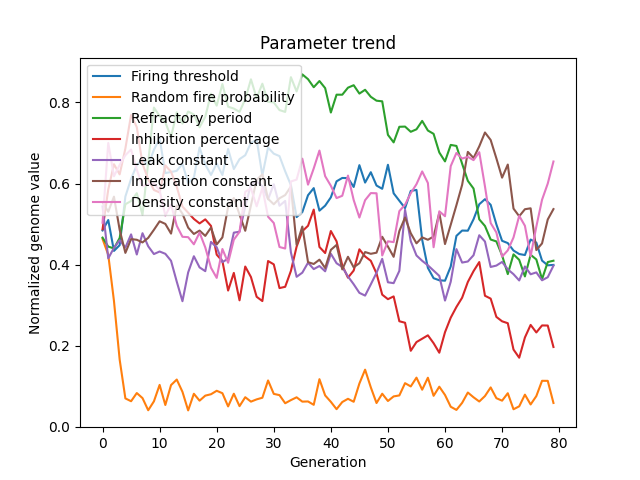 Parameter trend
Firing threshold
Random fire probability
Refractory period
Inhibition percentage
Leak constant
Integration constant
Density constant
Normalized genome value
0.8
0.6
0.4
0.2
0.0
0 10 20 30 40 50 60 70 80
Generation